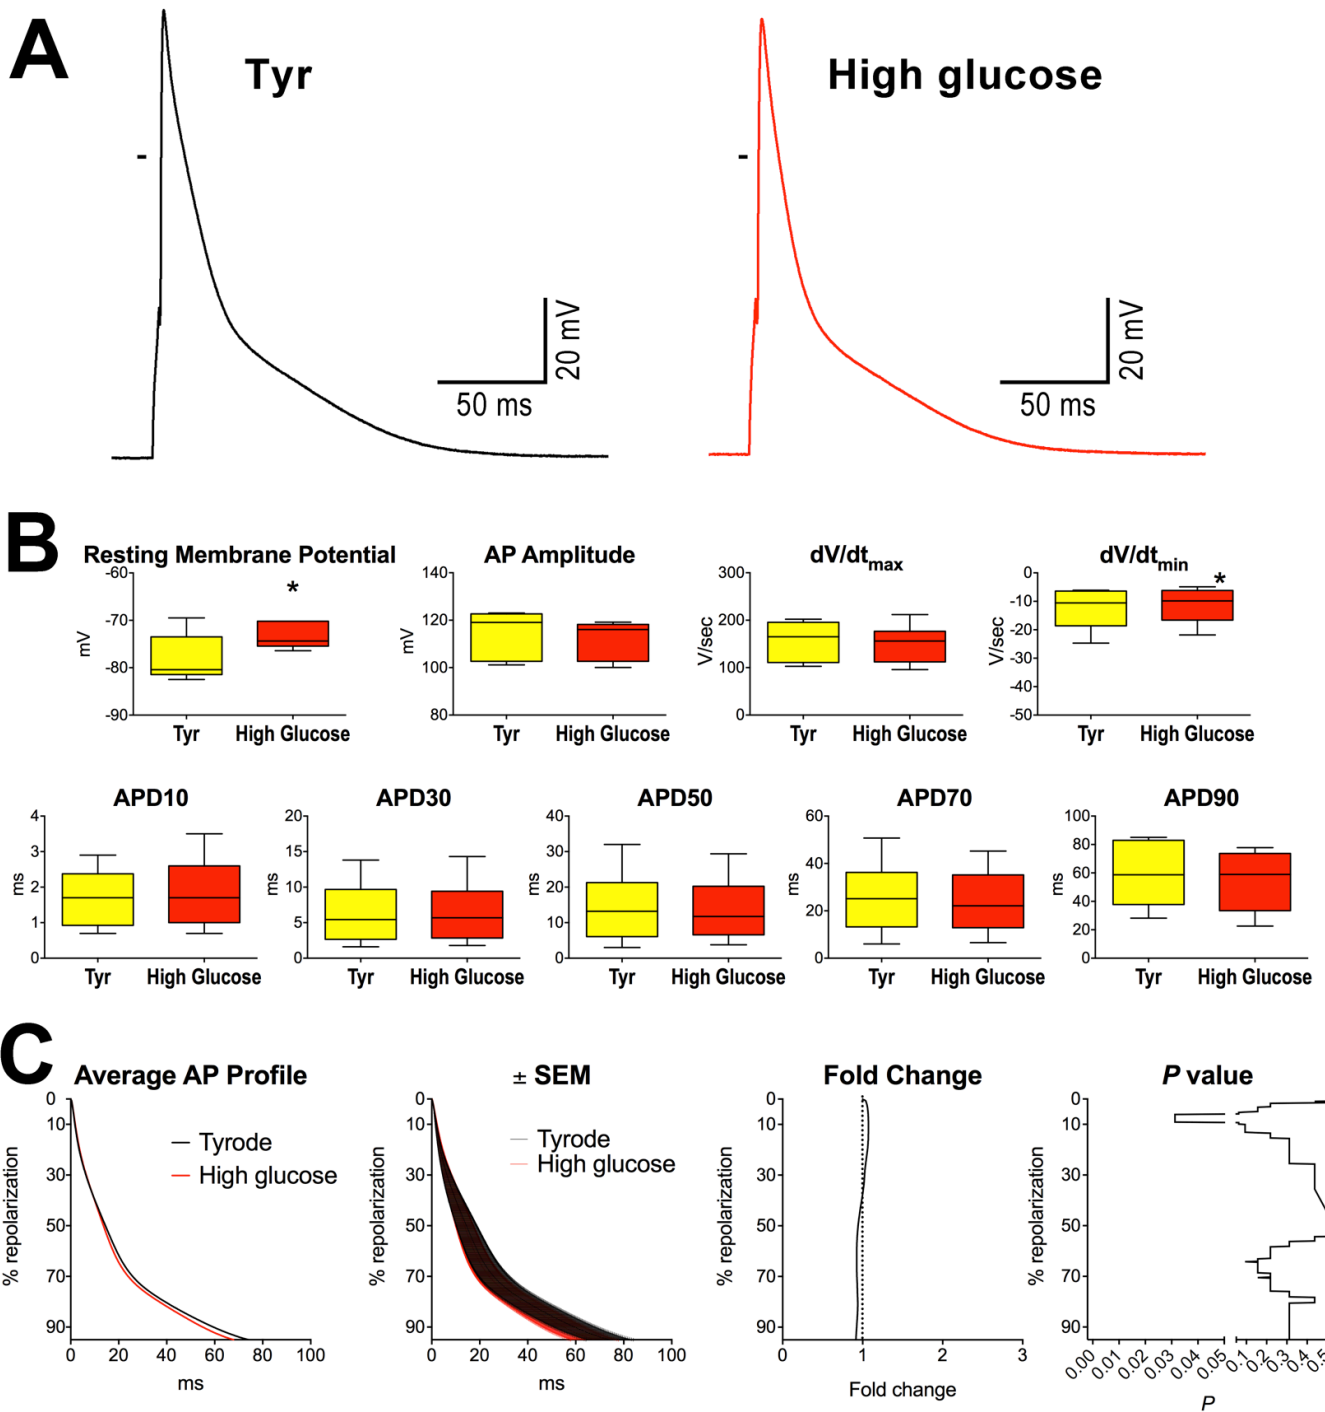 A
Tyr
High glucose
-
-
20 mV
50 ms
20 mV
50 ms
B
Resting Membrane Potential
AP Amplitude
dV/dtmax
dV/dtmin
-60
-70
-80
-90
mV
*
Tyr
High Glucose
140
120
100
80
mV
Tyr
High Glucose
300
200
100
0
V/sec
Tyr
High Glucose
0
-10
-20
-30
-40
-50
V/sec
*
Tyr
High Glucose
APD10
APD30
APD50
APD70
APD90
4
3
2
1
0
ms
Tyr
High Glucose
20
15
10
5
0
ms
Tyr
High Glucose
40
30
20
10
0
ms
Tyr
High Glucose
60
40
20
0
ms
Tyr
High Glucose
100
80
60
40
20
0
ms
Tyr
High Glucose
C
Average AP Profile
± SEM
Fold Change
P value
0
10
30
50
70
90
% repolarization
Tyrode
High glucose
0 20 40 60 80 100
ms
0
10
30
50
70
90
% repolarization
Tyrode
High glucose
0 20 40 60 80 100
ms
0
10
30
50
70
90
% repolarization
0 1 2 3
Fold change
0
10
30
50
70
90
% repolarization
0.00 0.01 0.02 0.03 0.04 0.05 0.1 0.2 0.3 0.4 0.5
P